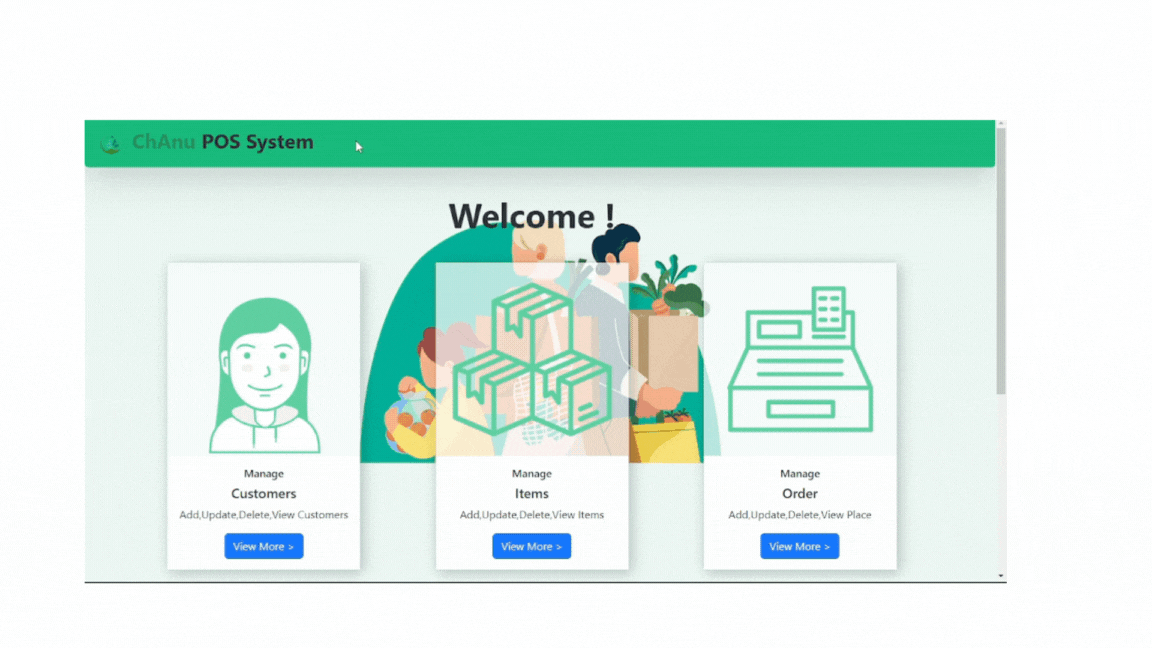 ChAnu POS System
Welcome !
Manage
Customers
Add,Update,Delete,View Customers
View More >
Manage
Items
Add,Update,Delete,View Items
View More >
Manage
Order
Add,Update,Delete,View Place
View More >